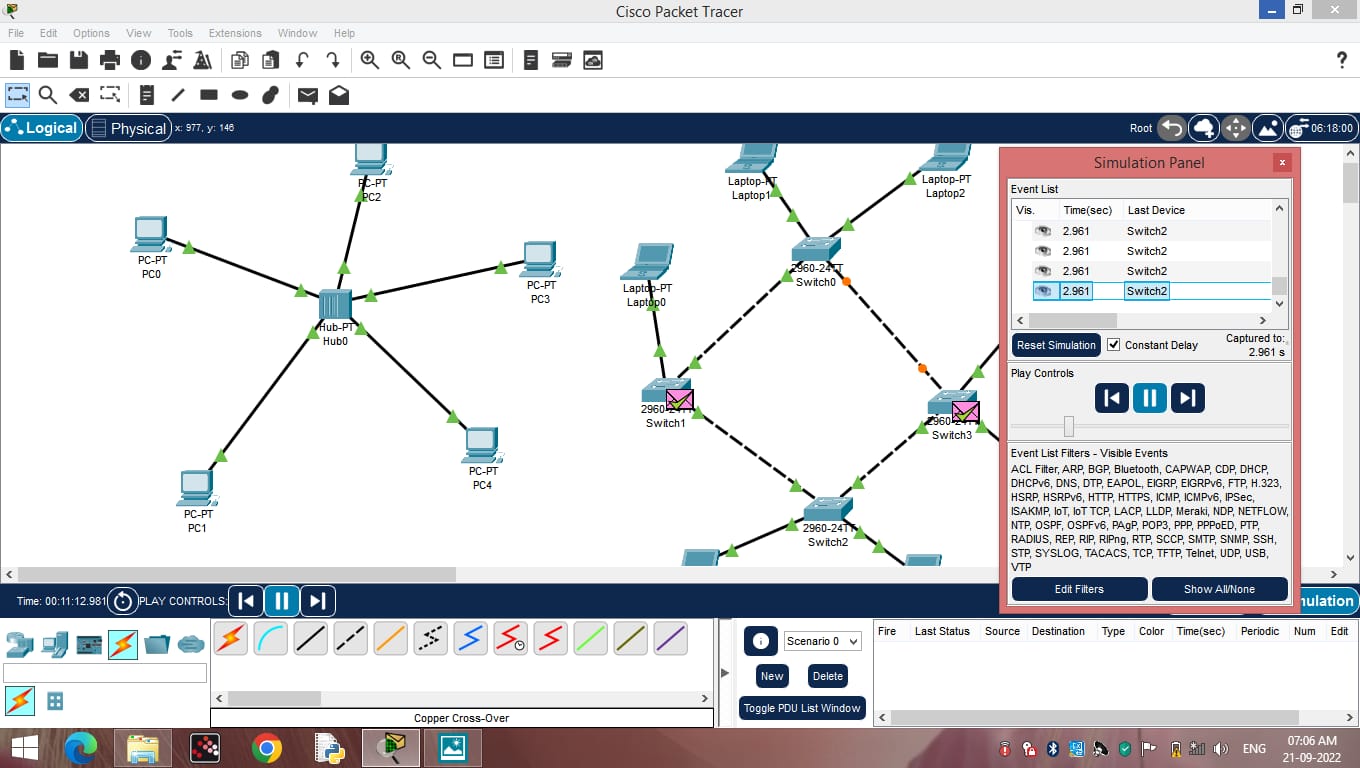 Cisco Packet Tracer
File Edit Options View Tools Extensions Window Help
Logical Physical x: 977, y: 146 Root 06:18:00
PC-PT
PC2
PC-PT
PC0
PC-PT
PC3
Hub-PT
Hub0
PC-PT
PC4
PC-PT
PC1
Laptop-PT
Laptop1
Laptop-PT
Laptop2
Laptop-PT
Laptop0
2960-24TT
Switch0
2960-24TT
Switch1
2960-24TT
Switch3
2960-24TT
Switch2
Simulation Panel
Event List
Vis. Time(sec) Last Device
2.961 Switch2
2.961 Switch2
2.961 Switch2
2.961 Switch2
Reset Simulation Constant Delay Captured to:
2.961 s
Play Controls
Event List Filters - Visible Events
ACL Filter, ARP, BGP, Bluetooth, CAPWAP, CDP, DHCP,
DHCPv6, DNS, DTP, EAPOL, EIGRP, EIGRPv6, FTP, H.323,
HSRP, HSRPv6, HTTP, HTTPS, ICMP, ICMPv6, IPSec,
ISAKMP, IoT, IoT TCP, LACP, LLDP, Meraki, NDP, NETFLOW,
NTP, OSPF, OSPFv6, PAgP, POP3, PPP, PPPoED, PTP,
RADIUS, REP, RIP, RIPng, RTP, SCCP, SMTP, SNMP, SSH,
STP, SYSLOG, TACACS, TCP, TFTP, Telnet, UDP, USB,
VTP
Edit Filters Show All/None
Time: 00:11:12.981 PLAY CONTROLS: nulation
Scenario 0
New Delete
Toggle PDU List Window
Fire Last Status Source Destination Type Color Time(sec) Periodic Num Edit
Copper Cross-Over
ENG
07:06 AM
21-09-2022